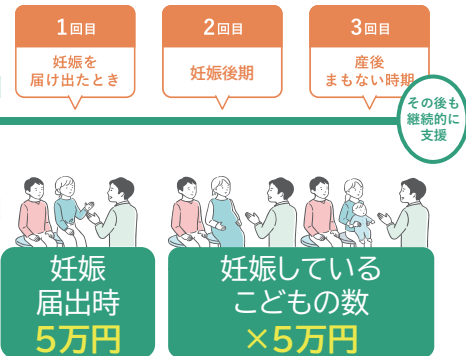 1回目
妊娠を
届け出たとき
2回目
妊娠後期
3回目
産後
まもない時期
その後も
継続的に
支援
妊娠
届出時
5万円
妊娠している
こどもの数
×5万円